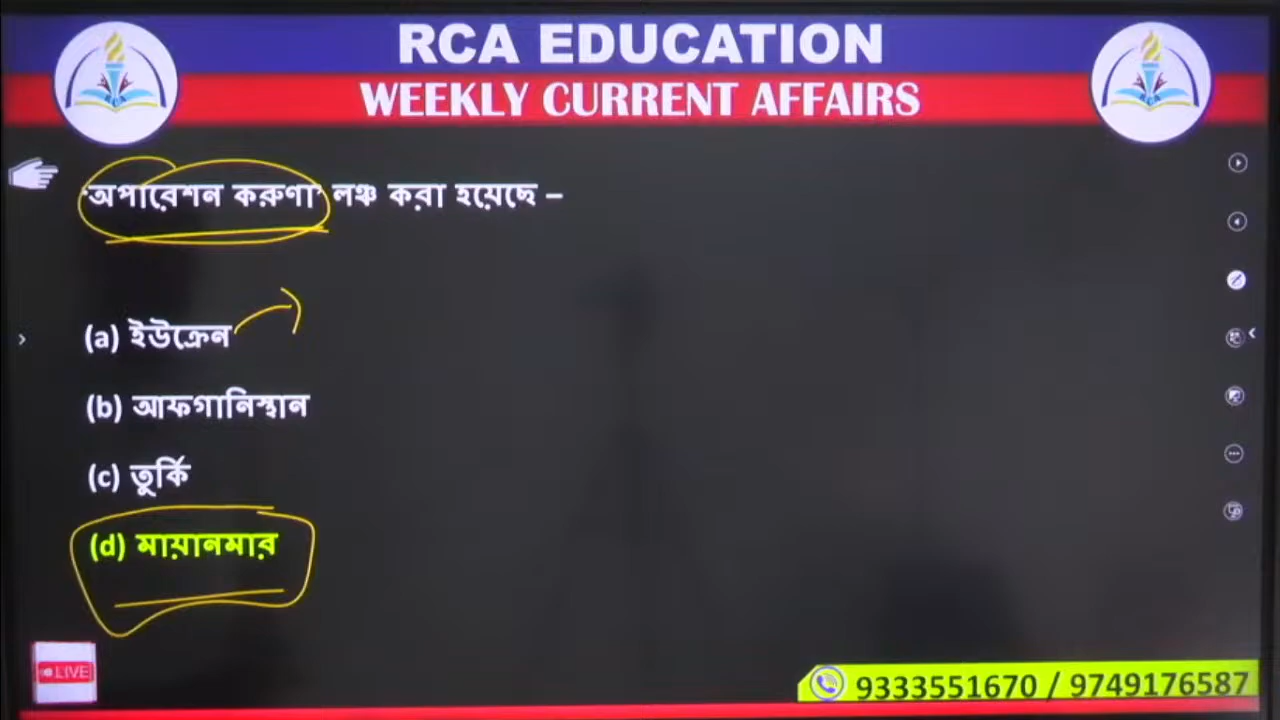 RCA EDUCATION
WEEKLY CURRENT AFFAIRS
'অপারেশন করুণা' লঞ্চ করা হয়েছে –
(a) ইউক্রেন
(b) আফগানিস্থান
(c) তুর্কি
(d) মায়ানমার
LIVE
9333551670 / 9749176587